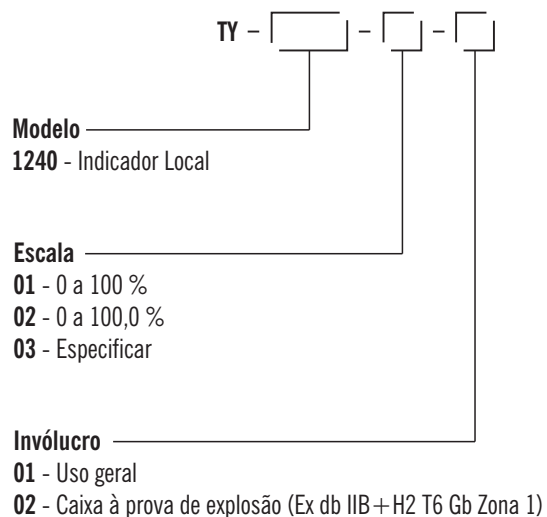 TY – – –
Modelo
1240 - Indicador Local
Escala
01 - 0 a 100 %
02 - 0 a 100,0 %
03 - Especificar
Invólucro
01 - Uso geral
02 - Caixa à prova de explosão (Ex db IIB+H2 T6 Gb Zona 1)